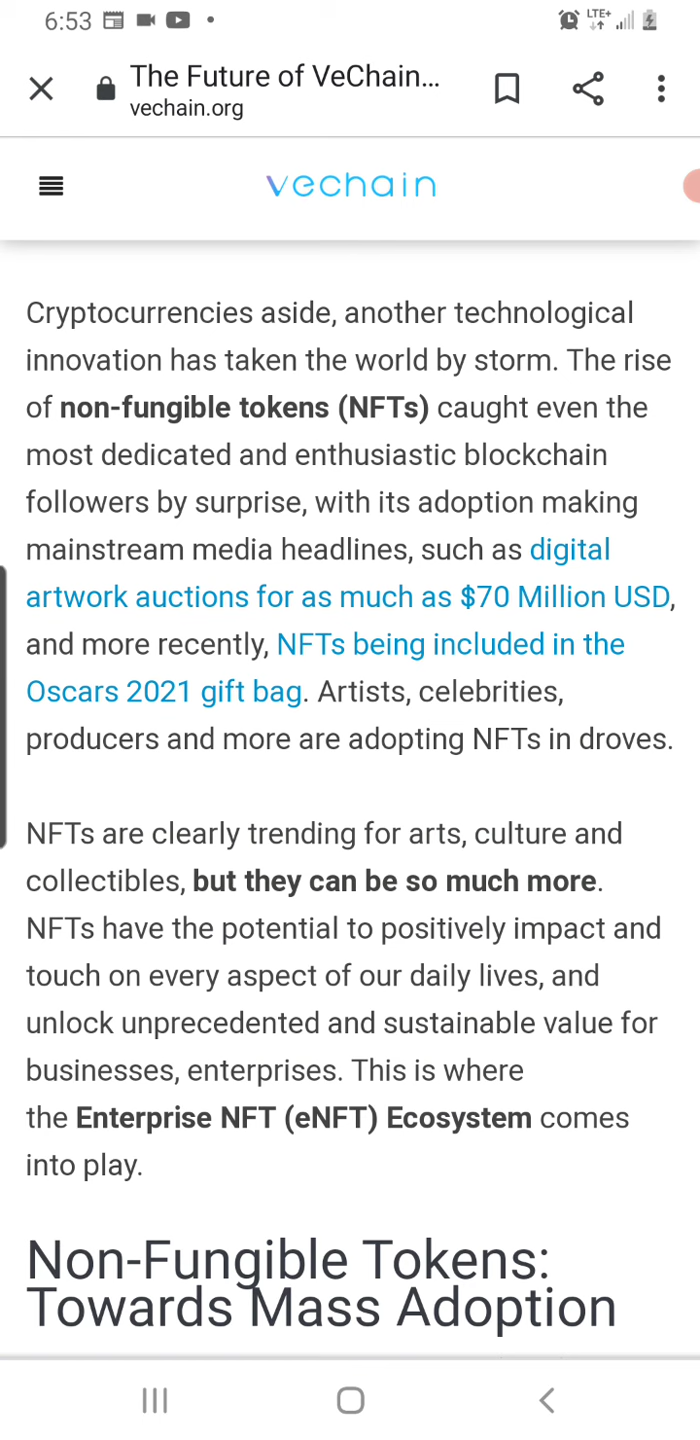 6:53
LTE+
The Future of VeChain...
vechain.org
vechain
Cryptocurrencies aside, another technological
innovation has taken the world by storm. The rise
of non-fungible tokens (NFTs) caught even the
most dedicated and enthusiastic blockchain
followers by surprise, with its adoption making
mainstream media headlines, such as digital
artwork auctions for as much as $70 Million USD,
and more recently, NFTs being included in the
Oscars 2021 gift bag. Artists, celebrities,
producers and more are adopting NFTs in droves.
NFTs are clearly trending for arts, culture and
collectibles, but they can be so much more.
NFTs have the potential to positively impact and
touch on every aspect of our daily lives, and
unlock unprecedented and sustainable value for
businesses, enterprises. This is where
the Enterprise NFT (eNFT) Ecosystem comes
into play.
Non-Fungible Tokens:
Towards Mass Adoption